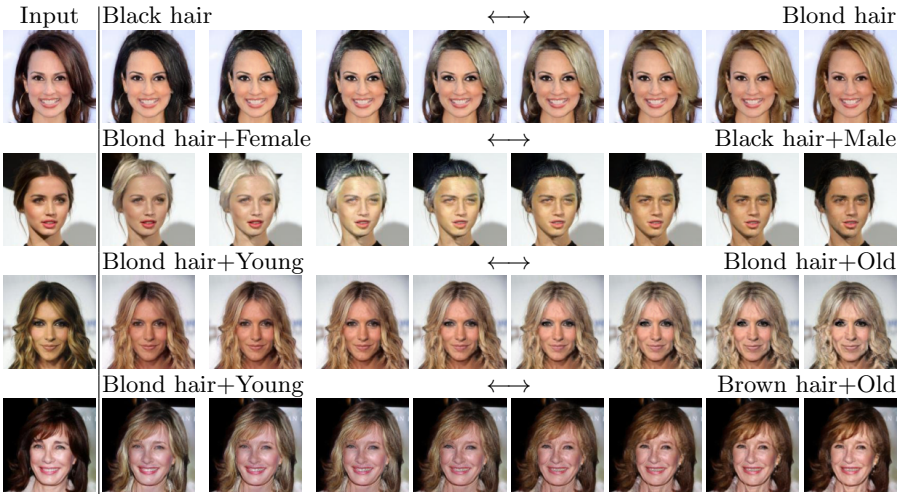 Input Black hair ⟷ Blond hair
Blond hair+Female ⟷ Black hair+Male
Blond hair+Young ⟷ Blond hair+Old
Blond hair+Young ⟷ Brown hair+Old